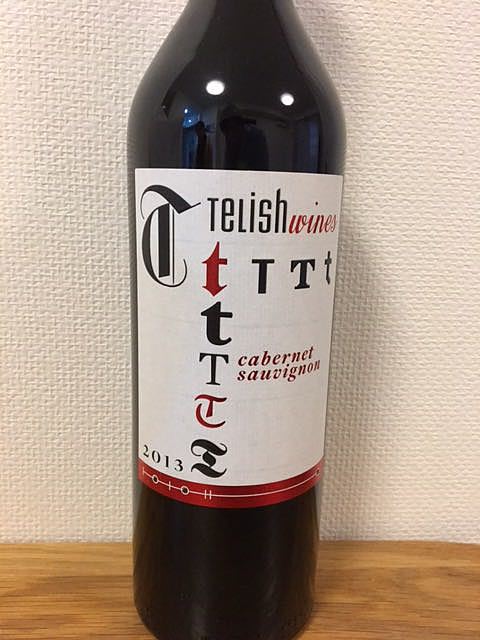 T TELish wines
t T T t
t
T cabernet
sauvignon
T
2013 T